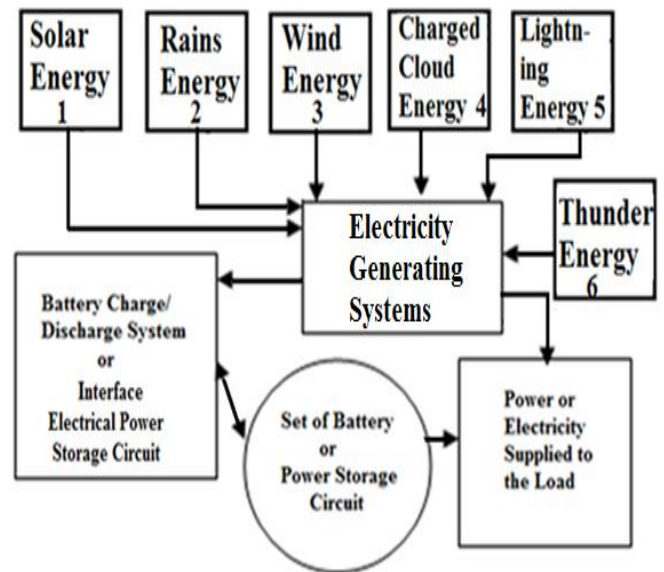 Solar
Energy
1
Rains
Energy
2
Wind
Energy
3
Charged
Cloud
Energy 4
Lightn-
ing
Energy 5
Thunder
Energy
6
Electricity
Generating
Systems
Battery Charge/
Discharge System
or
Interface
Electrical Power
Storage Circuit
Set of Battery
or
Power Storage
Circuit
Power or
Electricity
Supplied to
the Load